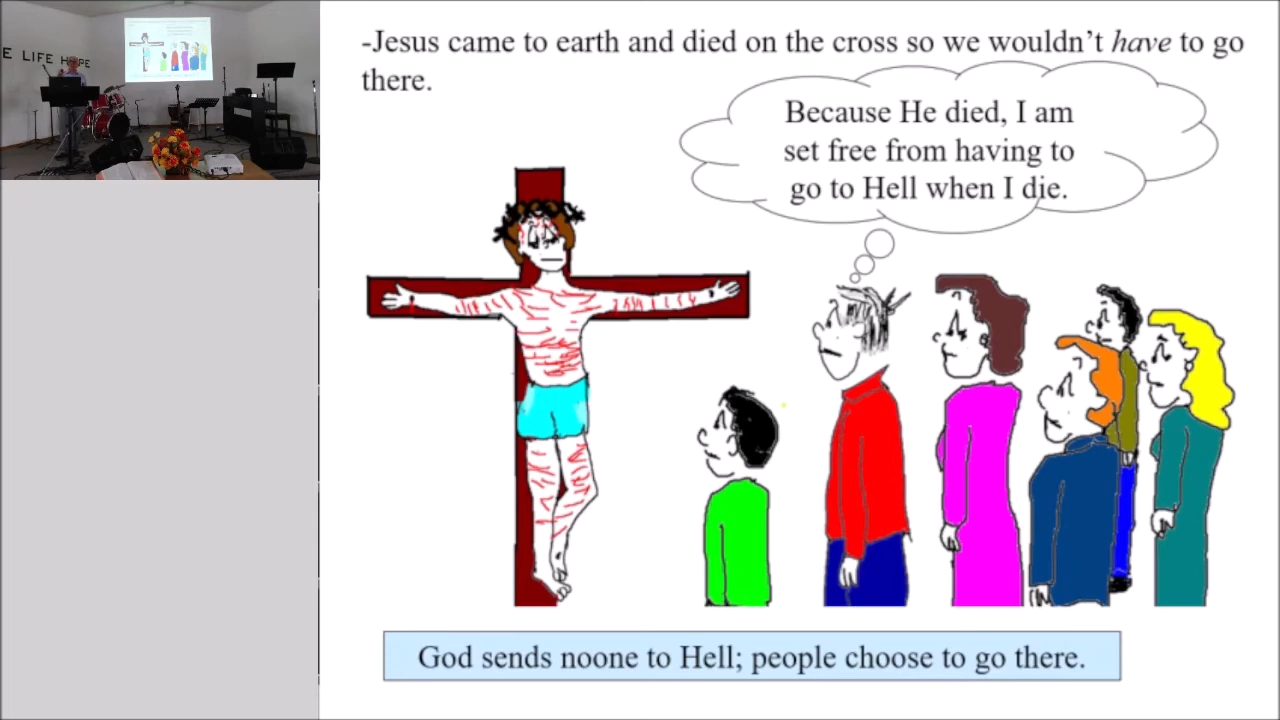 E LIFE HOPE
-Jesus came to earth and died on the cross so we wouldn’t have to go
there.
Because He died, I am
set free from having to
go to Hell when I die.
God sends noone to Hell; people choose to go there.